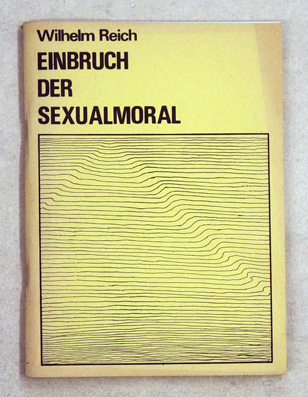 Wilhelm Reich
EINBRUCH
DER
SEXUALMORAL